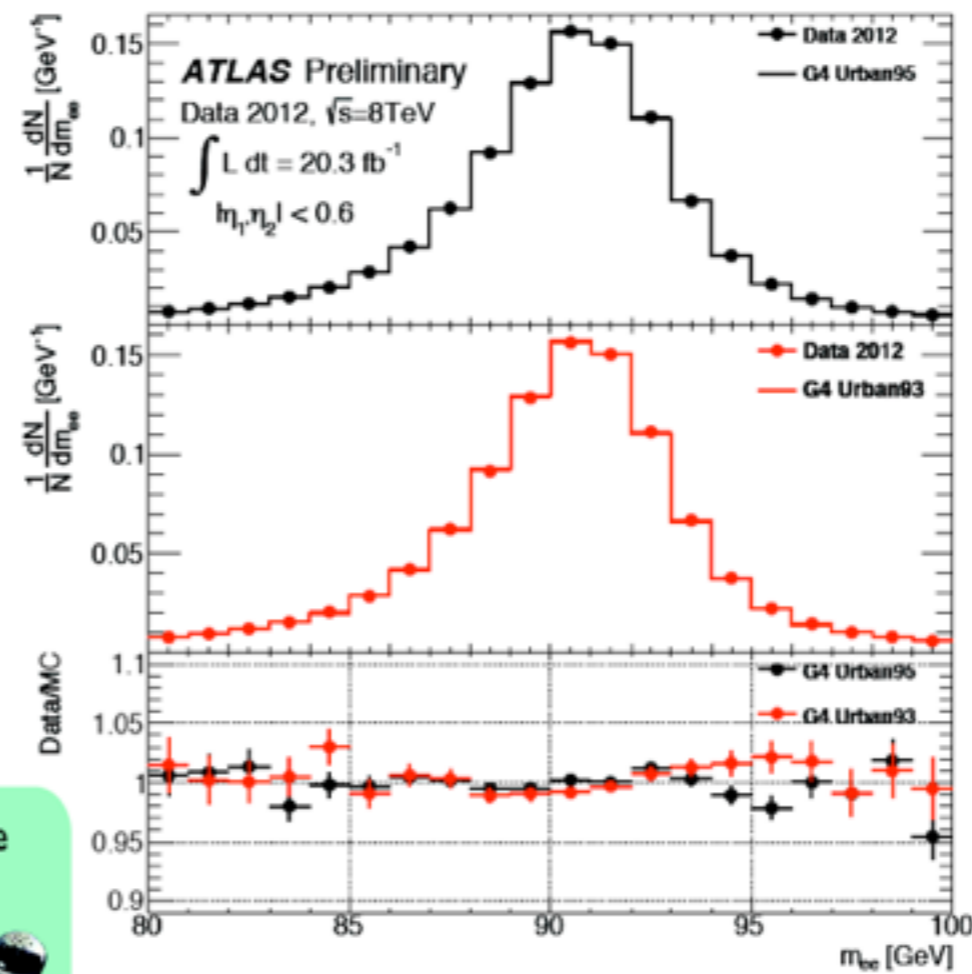 1/N dN/dm_ee [GeV⁻¹]
0.15
0.1
0.05
ATLAS Preliminary
Data 2012, √s=8TeV
∫ L dt = 20.3 fb⁻¹
|η₁,η₂| < 0.6
Data 2012
G4 Urban95
1/N dN/dm_ee [GeV⁻¹]
0.15
0.1
0.05
Data 2012
G4 Urban93
Data/MC
1.1
1.05
1
0.95
0.9
G4 Urban95
G4 Urban93
80 85 90 95 100
m_ee [GeV]
e